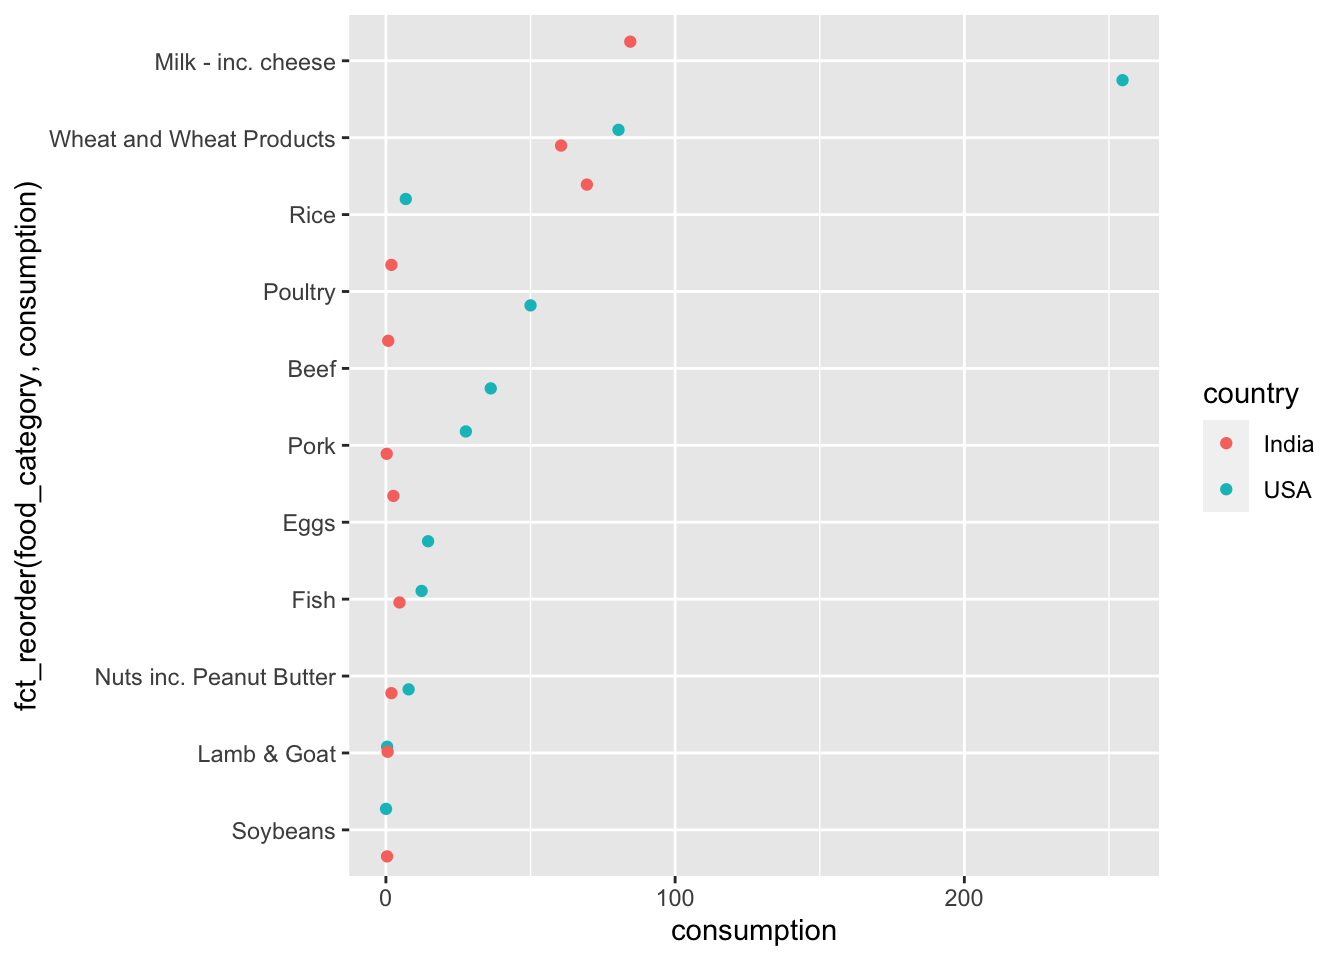 fct_reorder(food_category, consumption)
Milk - inc. cheese
Wheat and Wheat Products
Rice
Poultry
Beef
Pork
Eggs
Fish
Nuts inc. Peanut Butter
Lamb & Goat
Soybeans
0 100 200
consumption
country
India
USA